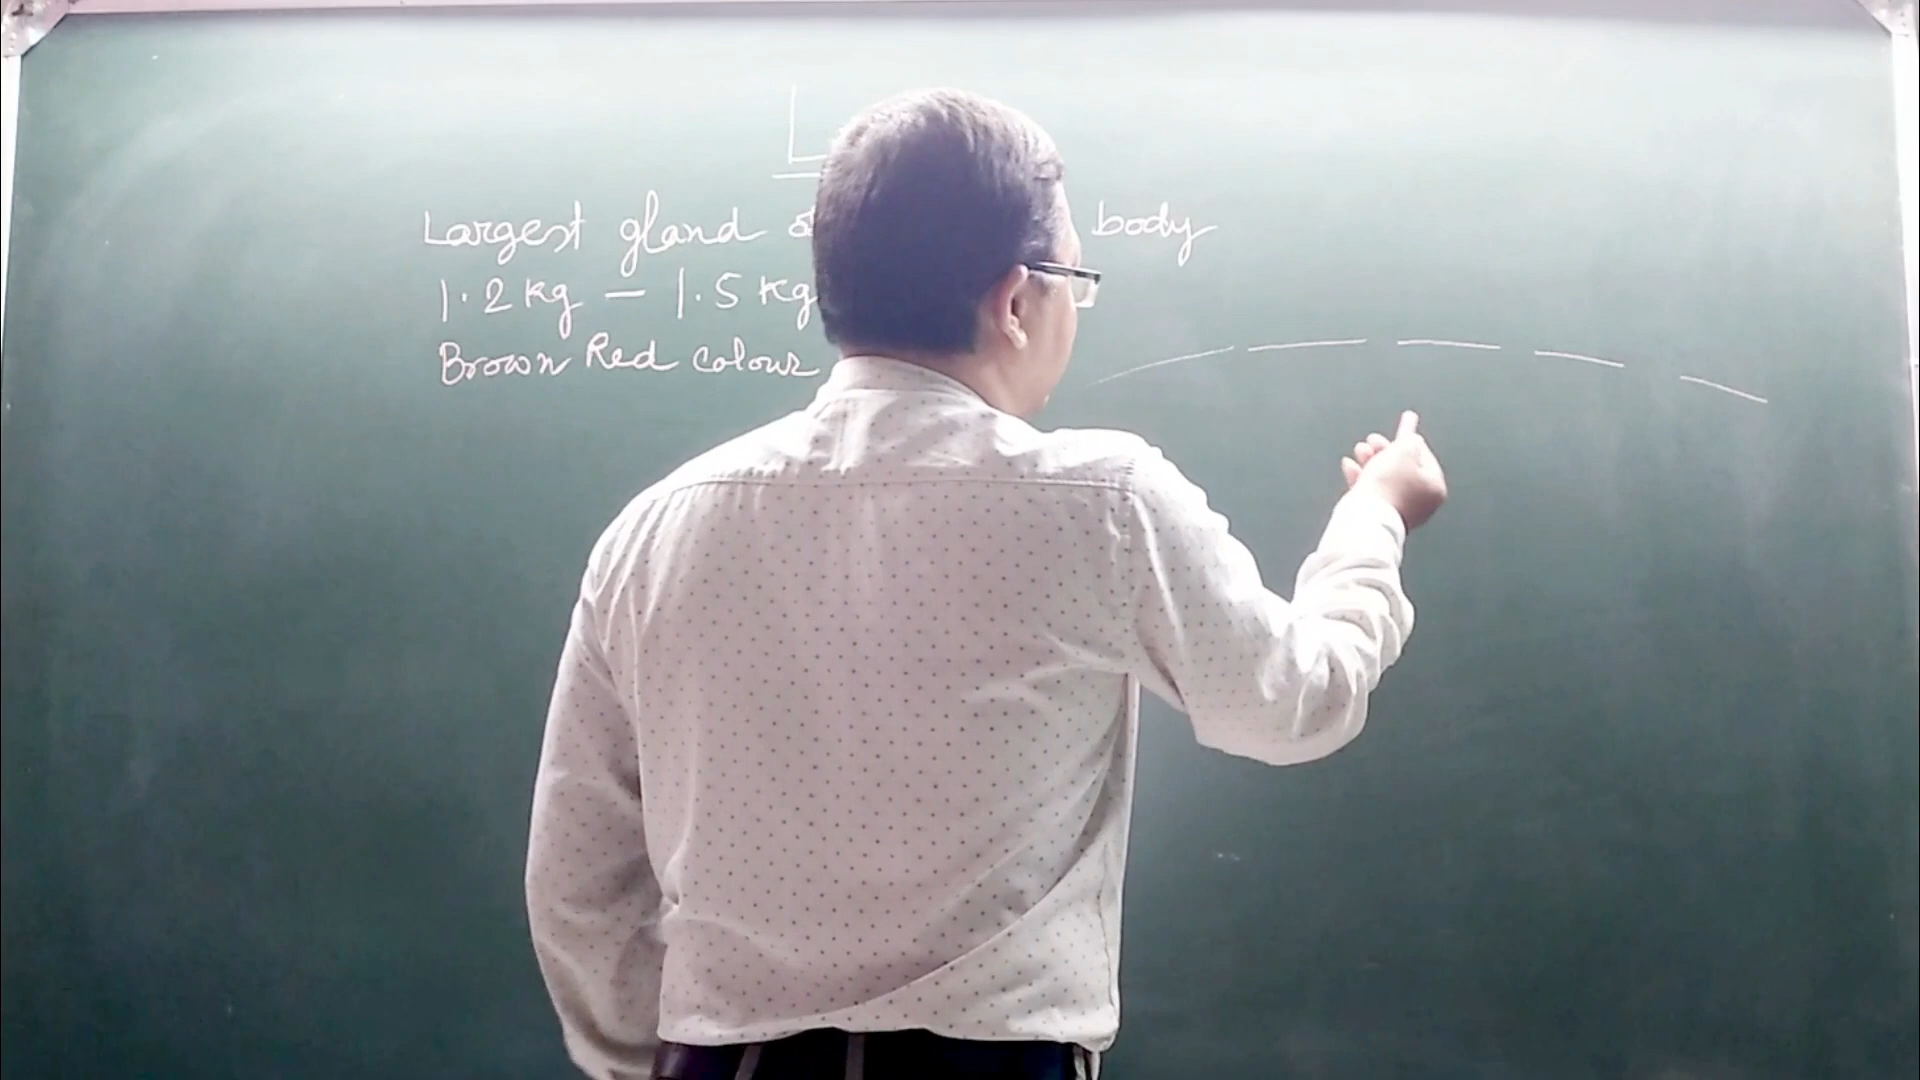 L
Largest gland body
1.2 kg – 1.5 kg
Brown Red colour